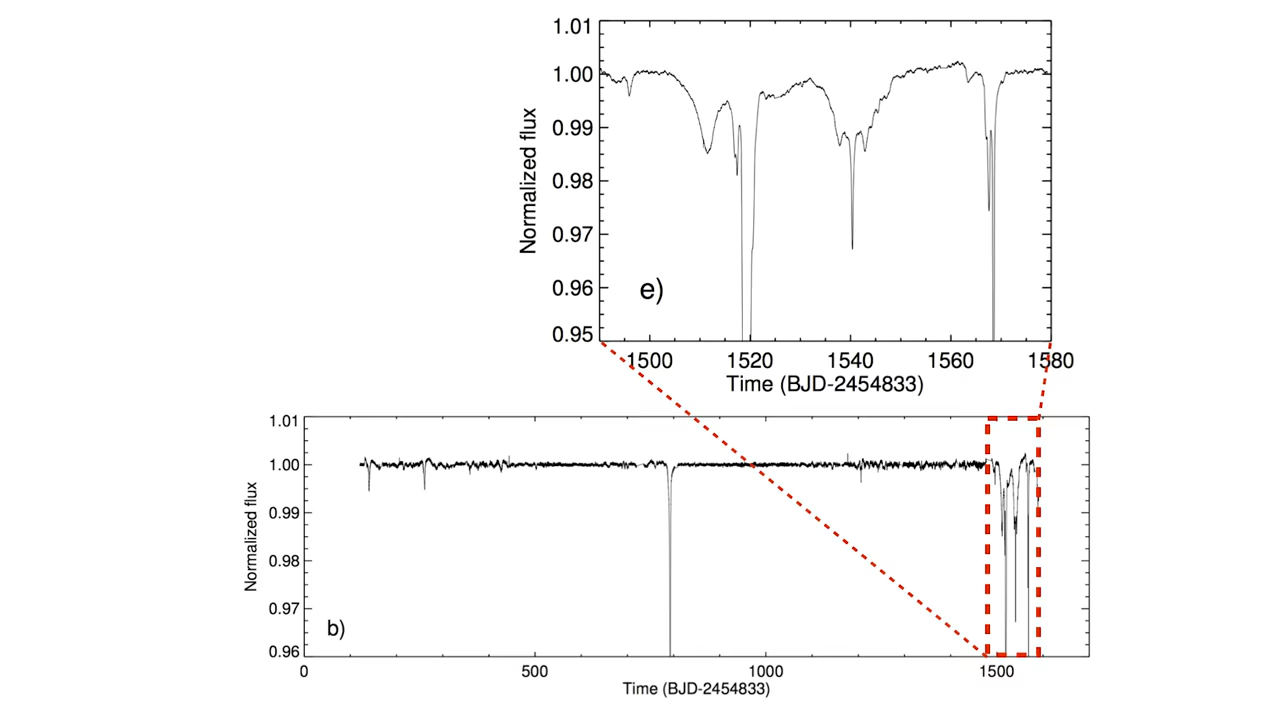 1.01
1.00
0.99
0.98
0.97
0.96
0.95
Normalized flux
e)
1500 1520 1540 1560 1580
Time (BJD-2454833)
1.01
1.00
0.99
0.98
0.97
0.96
Normalized flux
b)
0 500 1000 1500
Time (BJD-2454833)